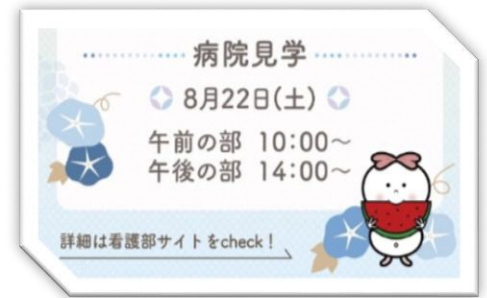 病院見学
8月22日(土)
午前の部 10:00～
午後の部 14:00～
詳細は看護部サイトをcheck！